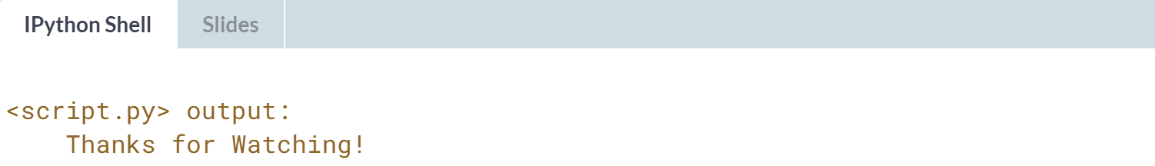 IPython Shell Slides
<script.py> output:
Thanks for Watching!